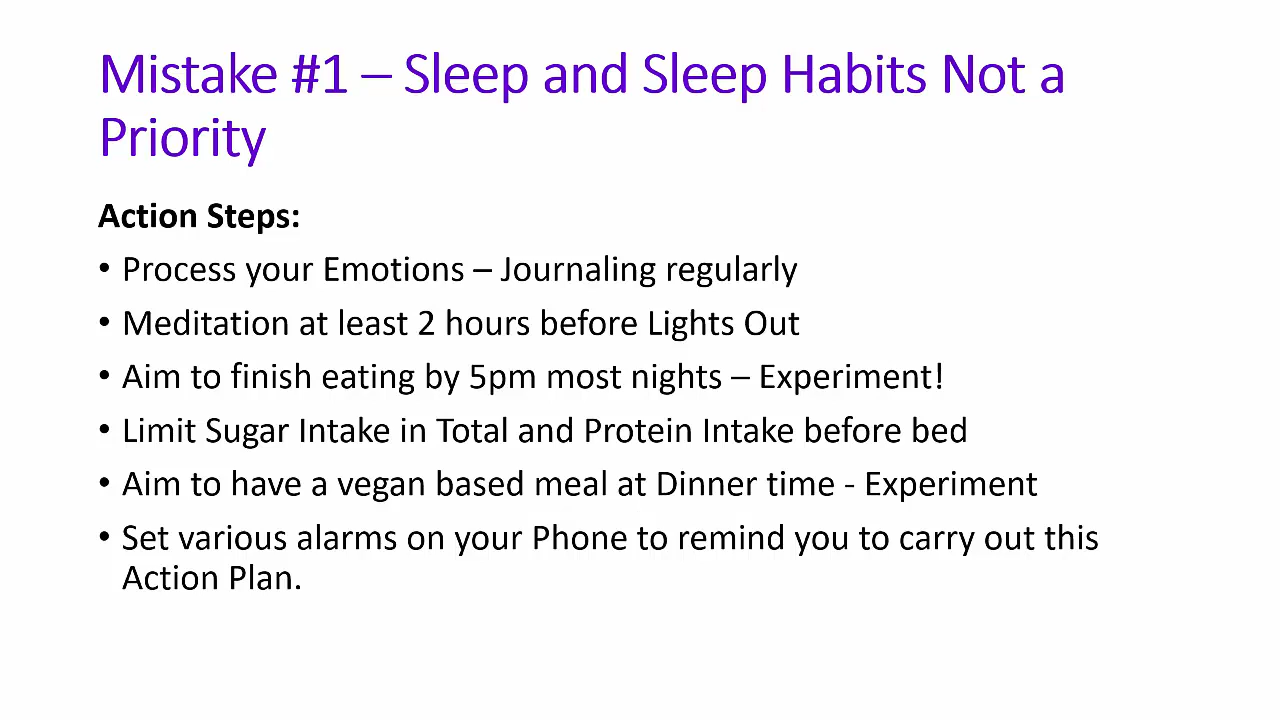 Mistake #1 – Sleep and Sleep Habits Not a
Priority
Action Steps:
• Process your Emotions – Journaling regularly
• Meditation at least 2 hours before Lights Out
• Aim to finish eating by 5pm most nights – Experiment!
• Limit Sugar Intake in Total and Protein Intake before bed
• Aim to have a vegan based meal at Dinner time - Experiment
• Set various alarms on your Phone to remind you to carry out this
Action Plan.